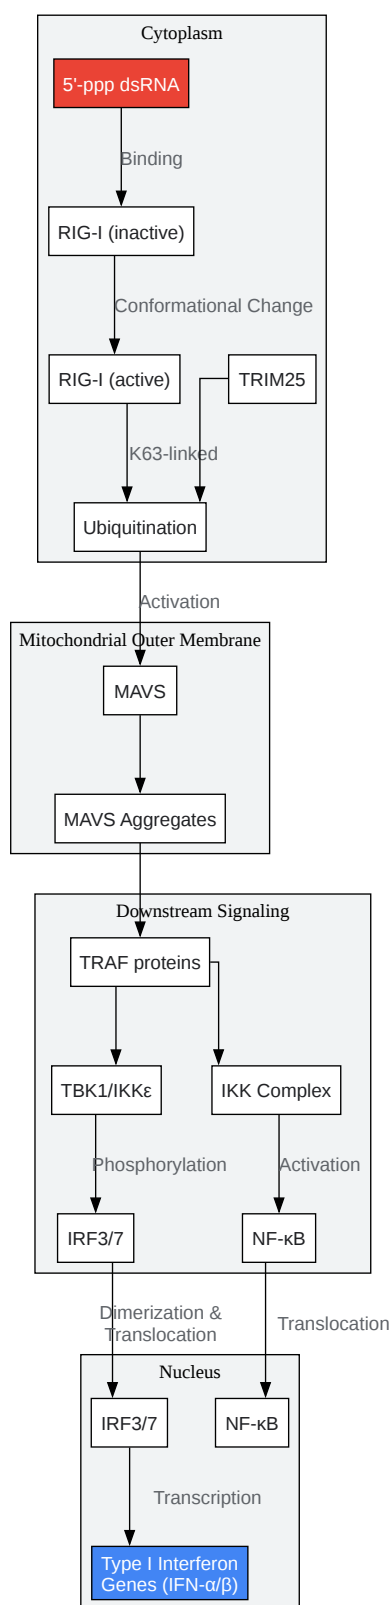 Cytoplasm
5'-ppp dsRNA
Binding
RIG-I (inactive)
Conformational Change
RIG-I (active)
TRIM25
K63-linked
Ubiquitination
Activation
Mitochondrial Outer Membrane
MAVS
MAVS Aggregates
Downstream Signaling
TRAF proteins
TBK1/IKKε
IKK Complex
Phosphorylation
Activation
IRF3/7
NF-κB
Dimerization &
Translocation
Translocation
Nucleus
IRF3/7
NF-κB
Transcription
Type I Interferon
Genes (IFN-α/β)